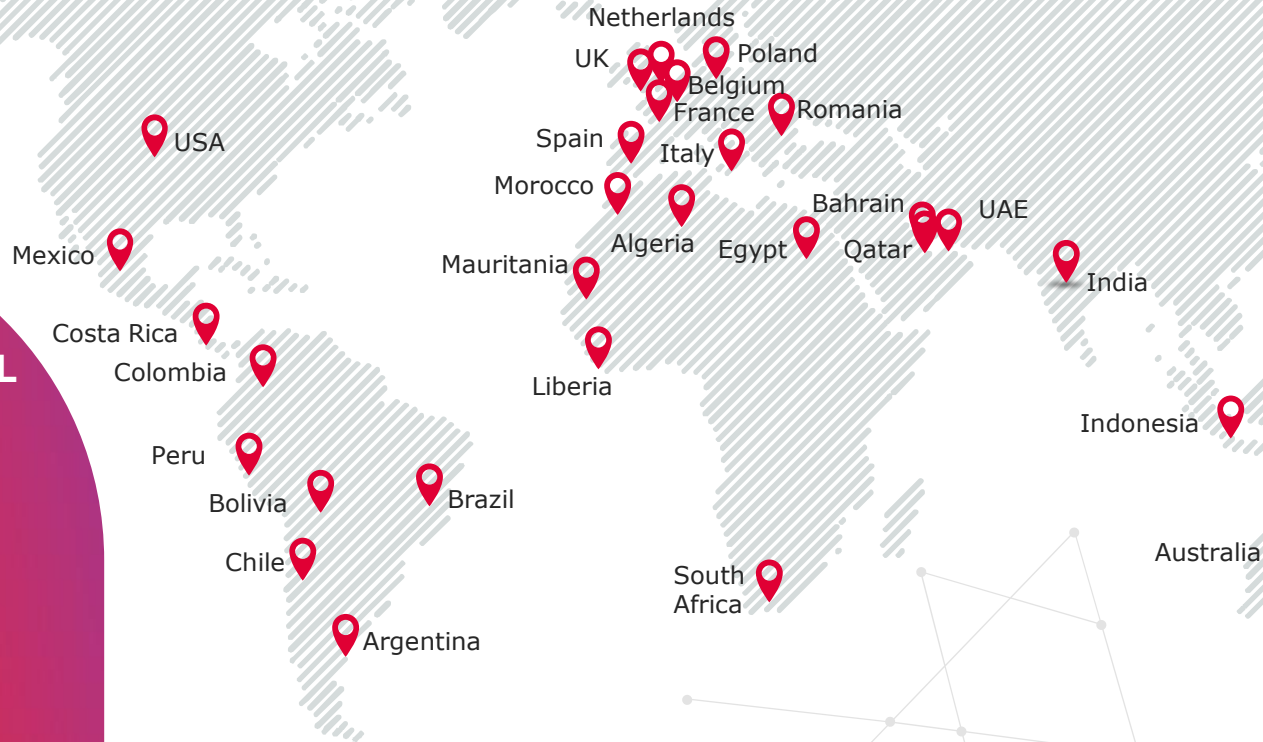 Netherlands
UK
Poland
Belgium
France
Romania
USA
Spain
Italy
Morocco
Bahrain
UAE
Algeria
Egypt
Qatar
Mexico
Mauritania
India
Costa Rica
Colombia
L
Liberia
Indonesia
Peru
Bolivia
Brazil
Chile
Australia
South
Africa
Argentina